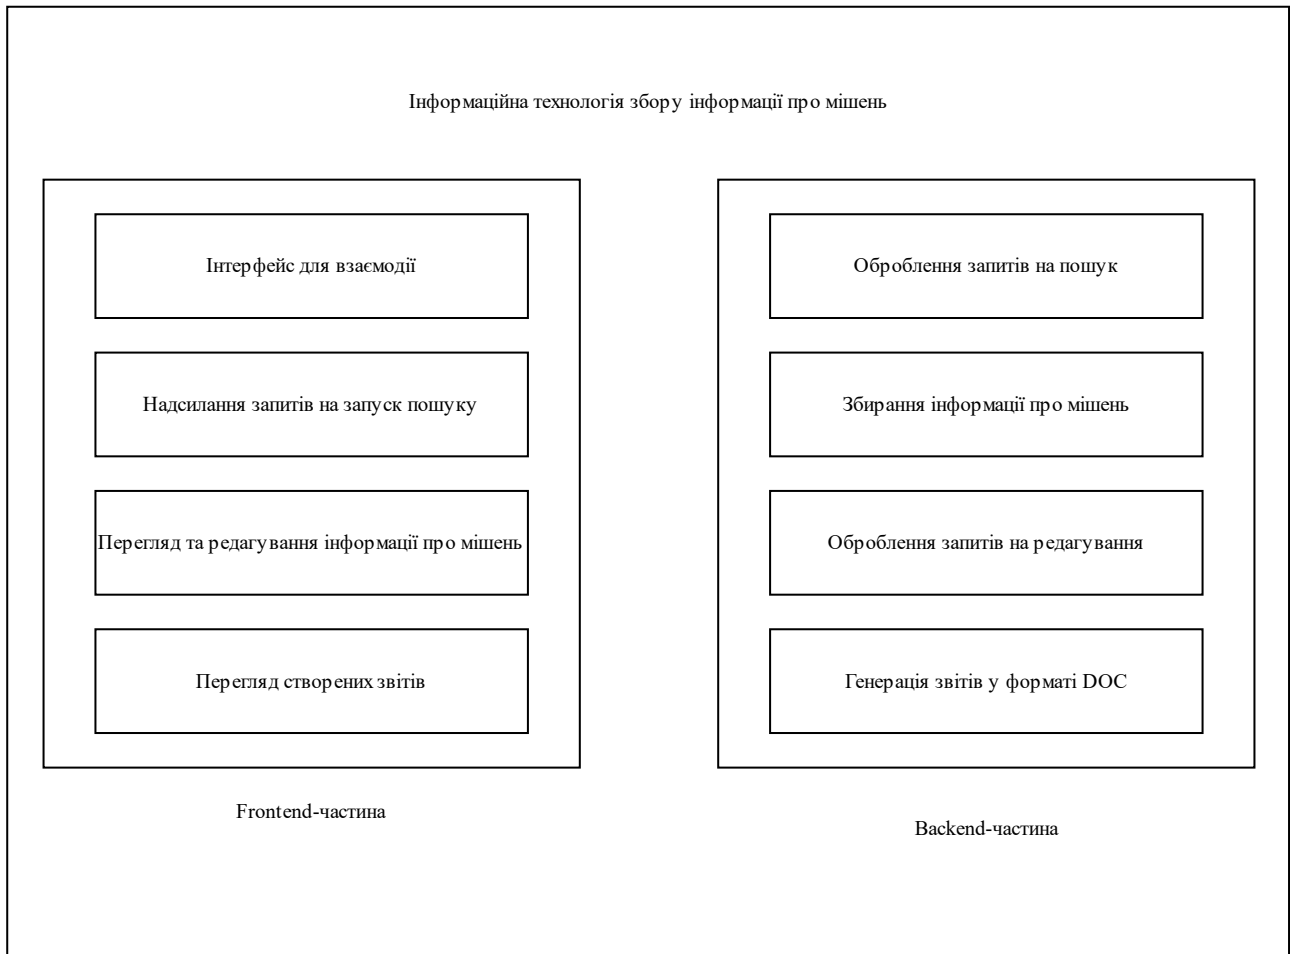 Інформаційна технологія збору інформації про мішень
Інтерфейс для взаємодії
Надсилання запитів на запуск пошуку
Перегляд та редагування інформації про мішень
Перегляд створених звітів
Frontend-частина
Оброблення запитів на пошук
Збирання інформації про мішень
Оброблення запитів на редагування
Генерація звітів у форматі DOC
Backend-частина